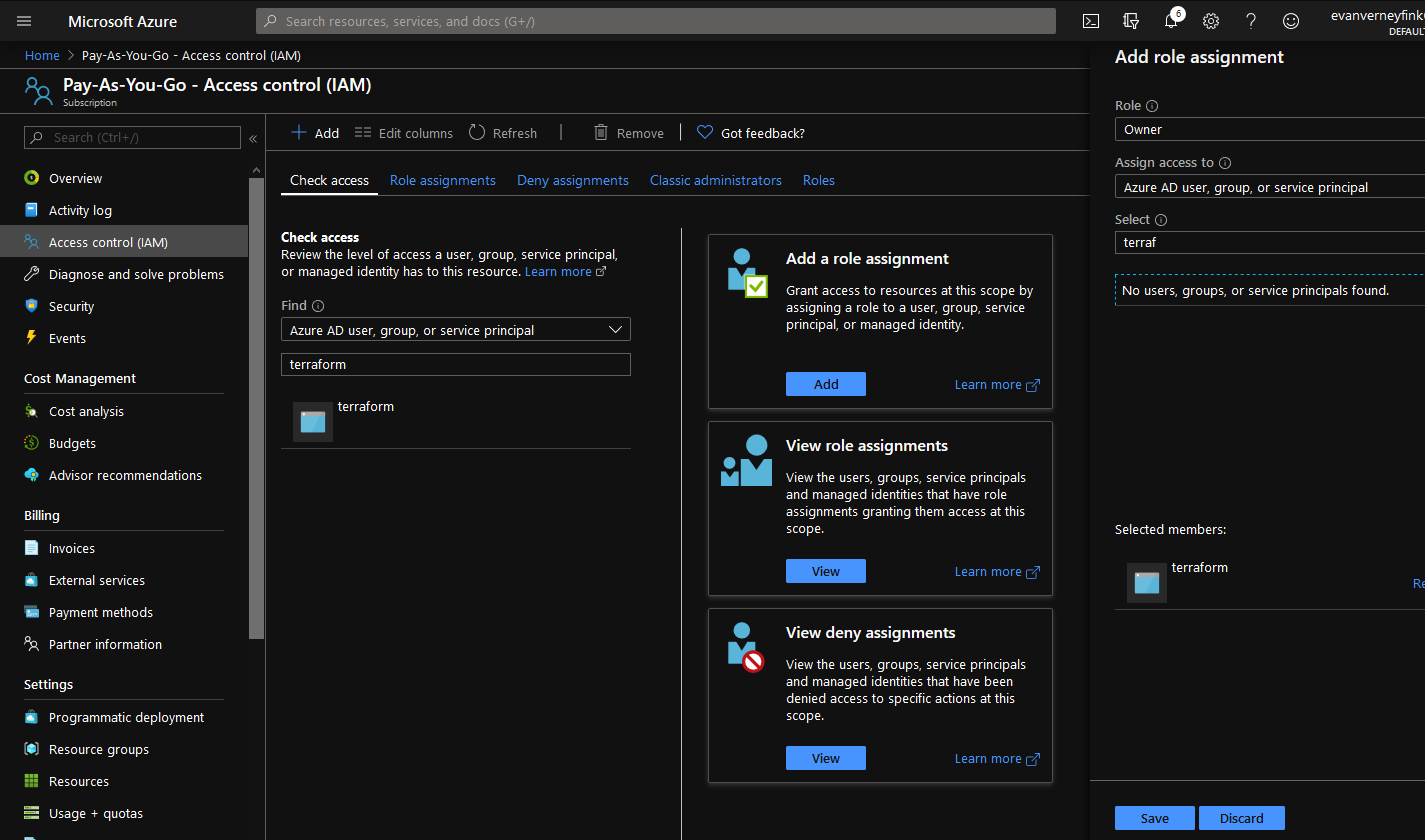 Microsoft Azure
Search resources, services, and docs (G+/)
6
evanverneyfink
DEFAULT
Home > Pay-As-You-Go - Access control (IAM)
Pay-As-You-Go - Access control (IAM)
Subscription
Search (Ctrl+/)
«
Overview
Activity log
Access control (IAM)
Diagnose and solve problems
Security
Events
Cost Management
Cost analysis
Budgets
Advisor recommendations
Billing
Invoices
External services
Payment methods
Partner information
Settings
Programmatic deployment
Resource groups
Resources
Usage + quotas
Add
Edit columns
Refresh
Remove
Got feedback?
Check access
Role assignments
Deny assignments
Classic administrators
Roles
Check access
Review the level of access a user, group, service principal,
or managed identity has to this resource. Learn more
Find
Azure AD user, group, or service principal
terraform
terraform
Add a role assignment
Grant access to resources at this scope by
assigning a role to a user, group, service
principal, or managed identity.
Add
Learn more
View role assignments
View the users, groups, service principals
and managed identities that have role
assignments granting them access at this
scope.
View
Learn more
View deny assignments
View the users, groups, service principals
and managed identities that have been
denied access to specific actions at this
scope.
View
Learn more
Add role assignment
Role
Owner
Assign access to
Azure AD user, group, or service principal
Select
terraf
No users, groups, or service principals found.
Selected members:
terraform
Re
Save
Discard